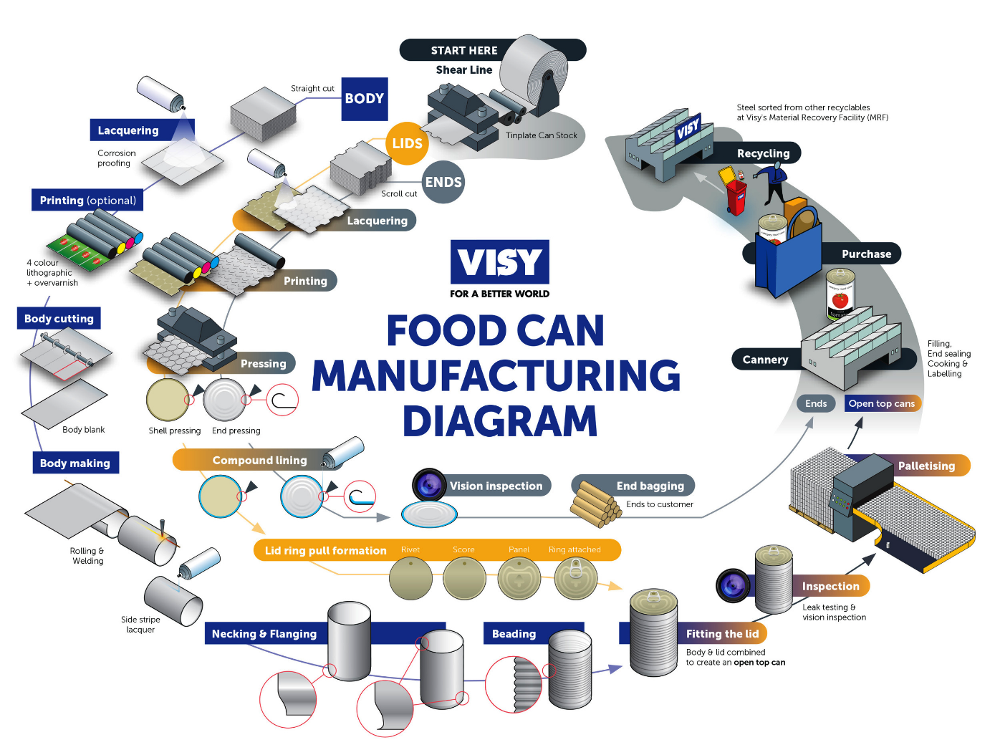 START HERE
Shear Line
Tinplate Can Stock
Straight cut
BODY
LIDS
ENDS
Scroll cut
Lacquering
Corrosion
proofing
Lacquering
Printing (optional)
4 colour
lithographic
+ overvarnish
Printing
Body cutting
Body blank
Pressing
Shell pressing
End pressing
Body making
Rolling &
Welding
Side stripe
lacquer
Compound lining
Vision inspection
End bagging
Ends to customer
Lid ring pull formation
Rivet
Score
Panel
Ring attached
Necking & Flanging
Beading
Fitting the lid
Body & lid combined
to create an open top can
Inspection
Leak testing &
vision inspection
Palletising
Ends
Open top cans
Cannery
Filling,
End sealing
Cooking &
Labelling
Purchase
tomato
Recycling
VISY
Steel sorted from other recyclables
at Visy's Material Recovery Facility (MRF)
VISY
FOR A BETTER WORLD
FOOD CAN
MANUFACTURING
DIAGRAM